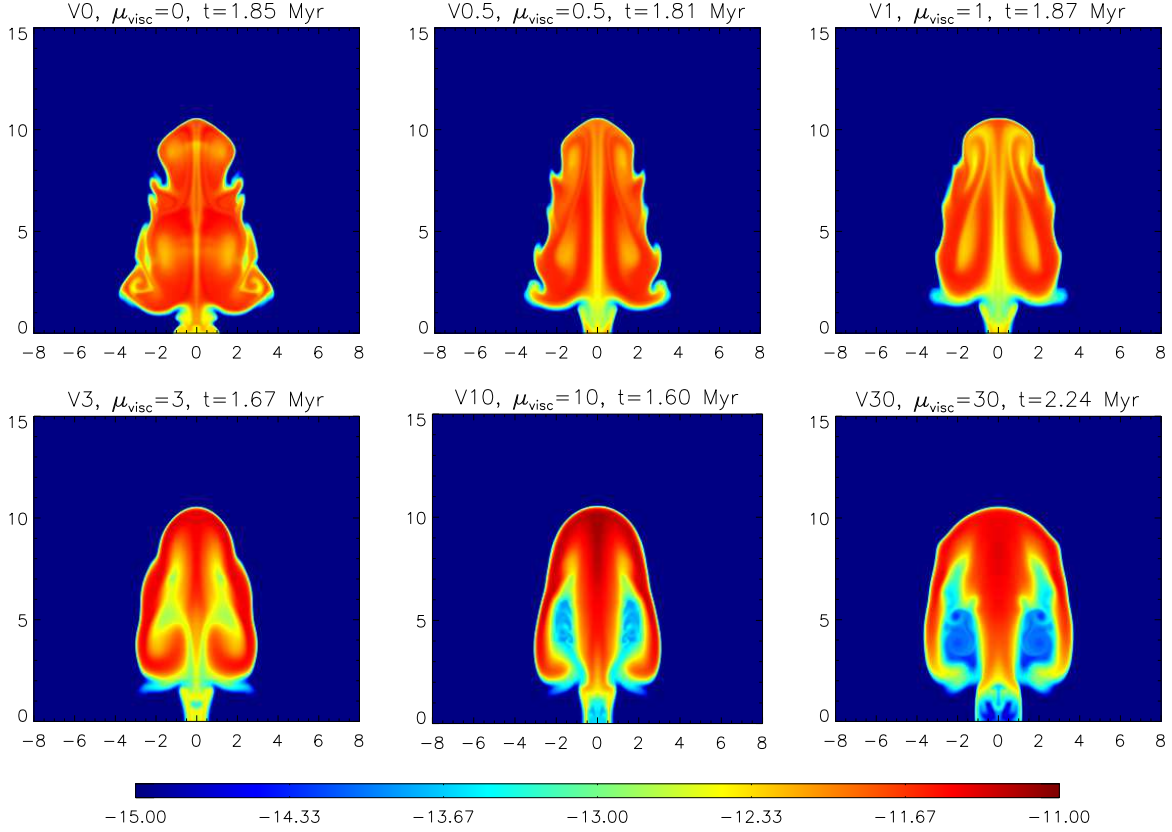 V0, μvisc=0, t=1.85 Myr
V0.5, μvisc=0.5, t=1.81 Myr
V1, μvisc=1, t=1.87 Myr
15
10
5
0
−8 −6 −4 −2 0 2 4 6 8
15
10
5
0
−8 −6 −4 −2 0 2 4 6 8
15
10
5
0
−8 −6 −4 −2 0 2 4 6 8
V3, μvisc=3, t=1.67 Myr
V10, μvisc=10, t=1.60 Myr
V30, μvisc=30, t=2.24 Myr
15
10
5
0
−8 −6 −4 −2 0 2 4 6 8
15
10
5
0
−8 −6 −4 −2 0 2 4 6 8
15
10
5
0
−8 −6 −4 −2 0 2 4 6 8
−15.00 −14.33 −13.67 −13.00 −12.33 −11.67 −11.00